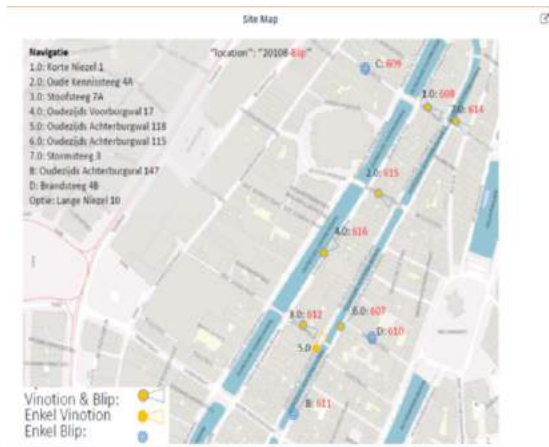 Site Map
Navigatie
1.0: Korte Niezel 1
2.0: Oude Kennissteeg 4A
3.0: Stoofsteeg 7A
4.0: Oudezijds Voorburgwal 17
5.0: Oudezijds Achterburgwal 118
6.0: Oudezijds Achterburgwal 115
7.0: Stormsteeg 3
B: Oudezijds Achterburgwal 147
D: Brandsteeg 4B
Optie: Lange Niezel 10
"location": "20108-Blip"
C: 609
1.0: 608
7.0: 614
2.0: 615
4.0: 616
3.0: 612
6.0: 607
D: 610
5.0
B: 611
Vinotion & Blip:
Enkel Vinotion
Enkel Blip: